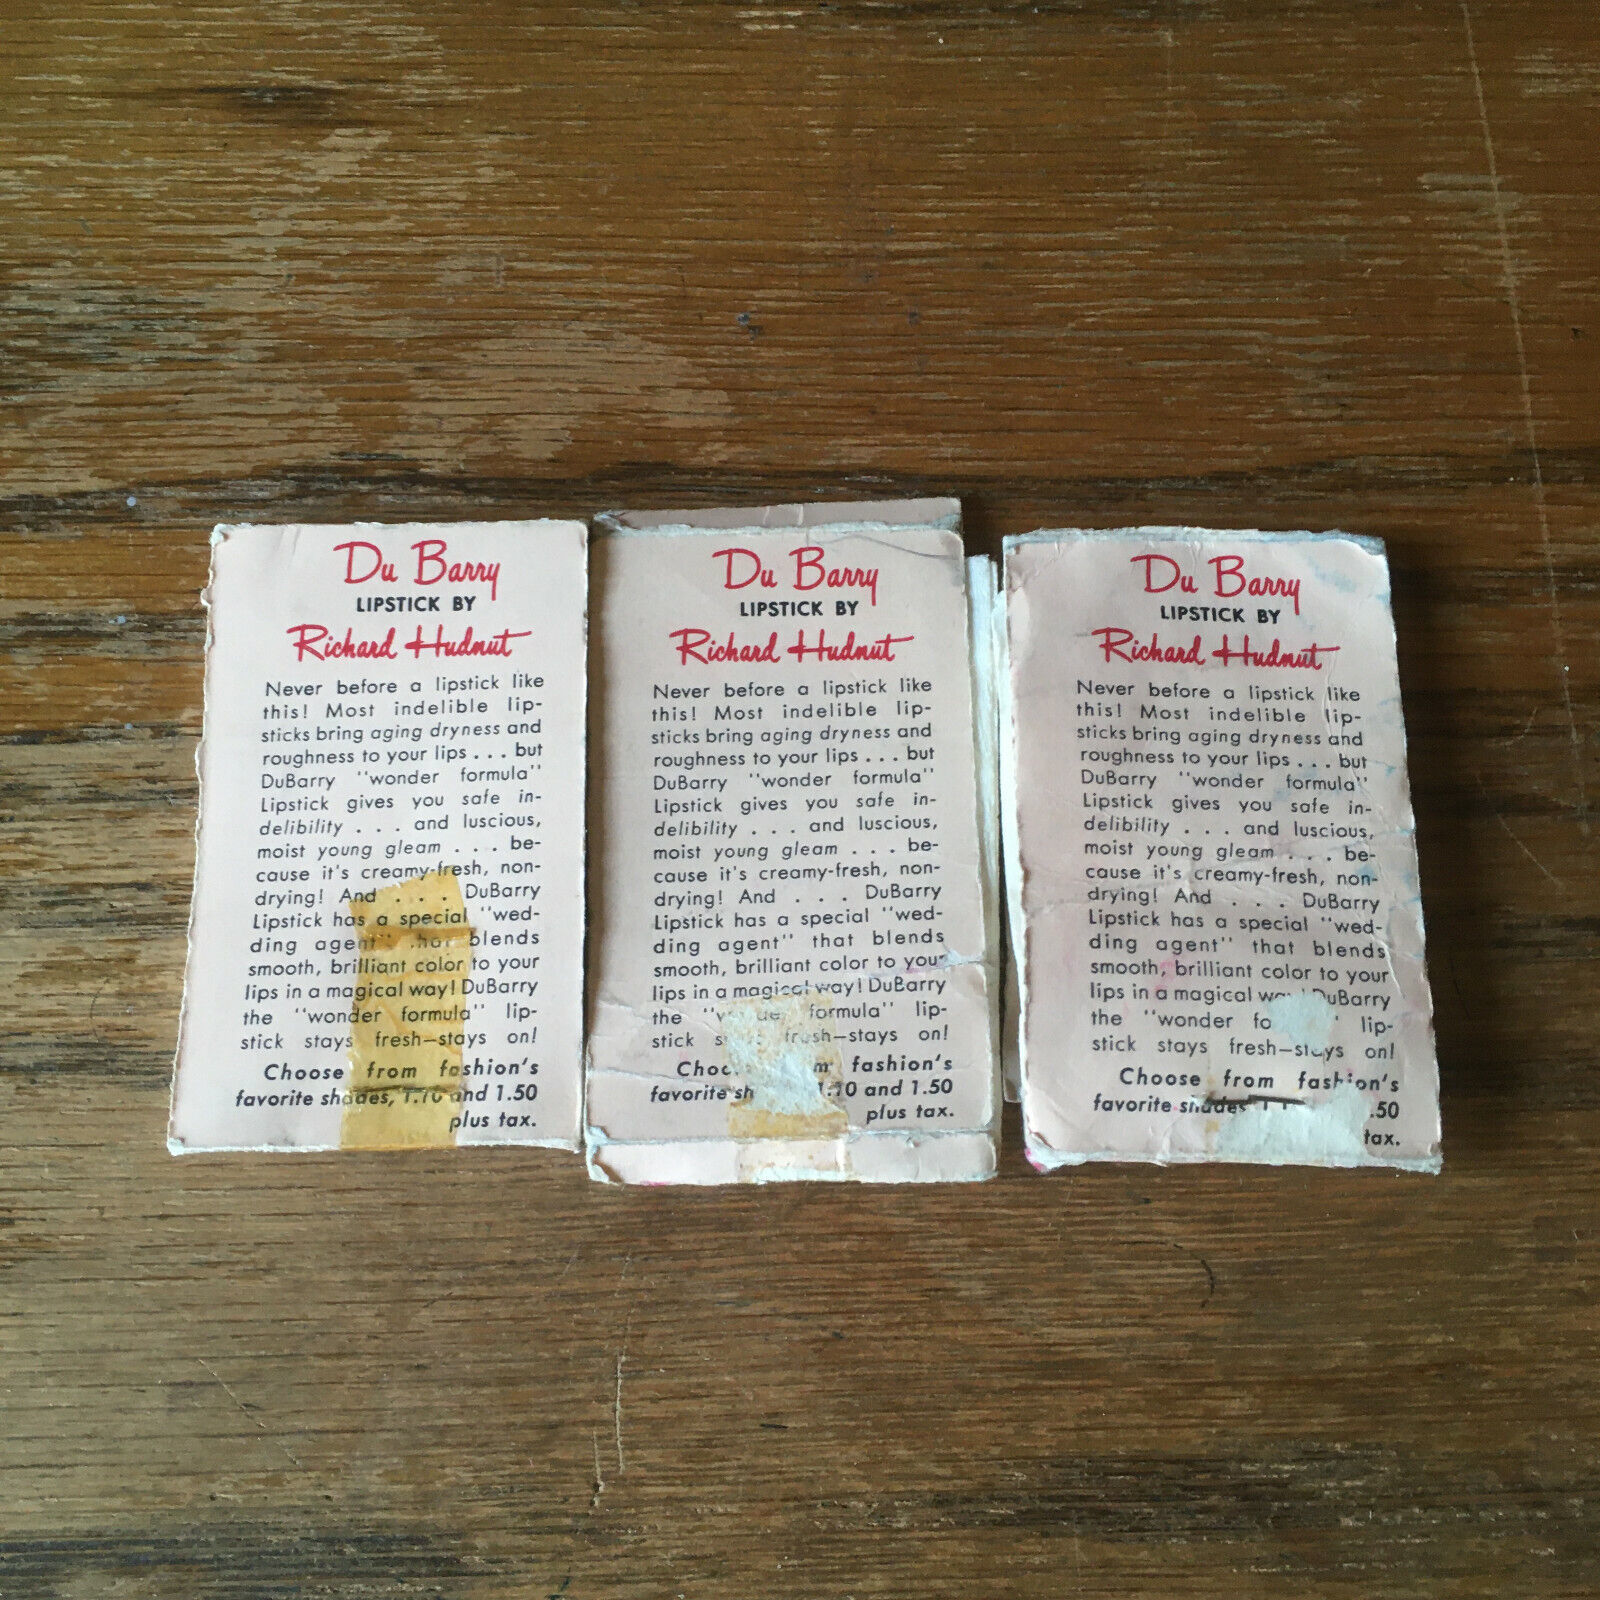 Du Barry
LIPSTICK BY
Richard Hudnut
Never before a lipstick like
this! Most indelible lip-
sticks bring aging dryness and
roughness to your lips . . . but
DuBarry "wonder formula"
Lipstick gives you safe in-
delibility . . . and luscious,
moist young gleam . . . be-
cause it's creamy-fresh, non-
drying! And . . . DuBarry
Lipstick has a special "wed-
ding agent" that blends
smooth, brilliant color to your
lips in a magical way! DuBarry
the "wonder formula" lip-
stick stays fresh—stays on!
Choose from fashion's
favorite shades, 1.10 and 1.50
plus tax.
Du Barry
LIPSTICK BY
Richard Hudnut
Never before a lipstick like
this! Most indelible lip-
sticks bring aging dryness and
roughness to your lips . . . but
DuBarry "wonder formula"
Lipstick gives you safe in-
delibility . . . and luscious,
moist young gleam . . . be-
cause it's creamy-fresh, non-
drying! And . . . DuBarry
Lipstick has a special "wed-
ding agent" that blends
smooth, brilliant color to your
lips in a magical way! DuBarry
the formula" lip-
stick fresh—stays on!
fashion's
favorite 1.10 and 1.50
plus tax.
Du Barry
LIPSTICK BY
Richard Hudnut
Never before a lipstick like
this! Most indelible lip-
sticks bring aging dryness and
roughness to your lips . . . but
DuBarry "wonder formula"
Lipstick gives you safe in-
delibility . . . and luscious,
moist young gleam . . . be-
cause it's creamy-fresh, non-
drying! And . . . DuBarry
Lipstick has a special "wed-
ding agent" that blends
smooth, brilliant color to your
lips in a magical DuBarry
the "wonder lip-
stick stays fresh—stays on!
Choose from fashion's
favorite shades .50
tax.